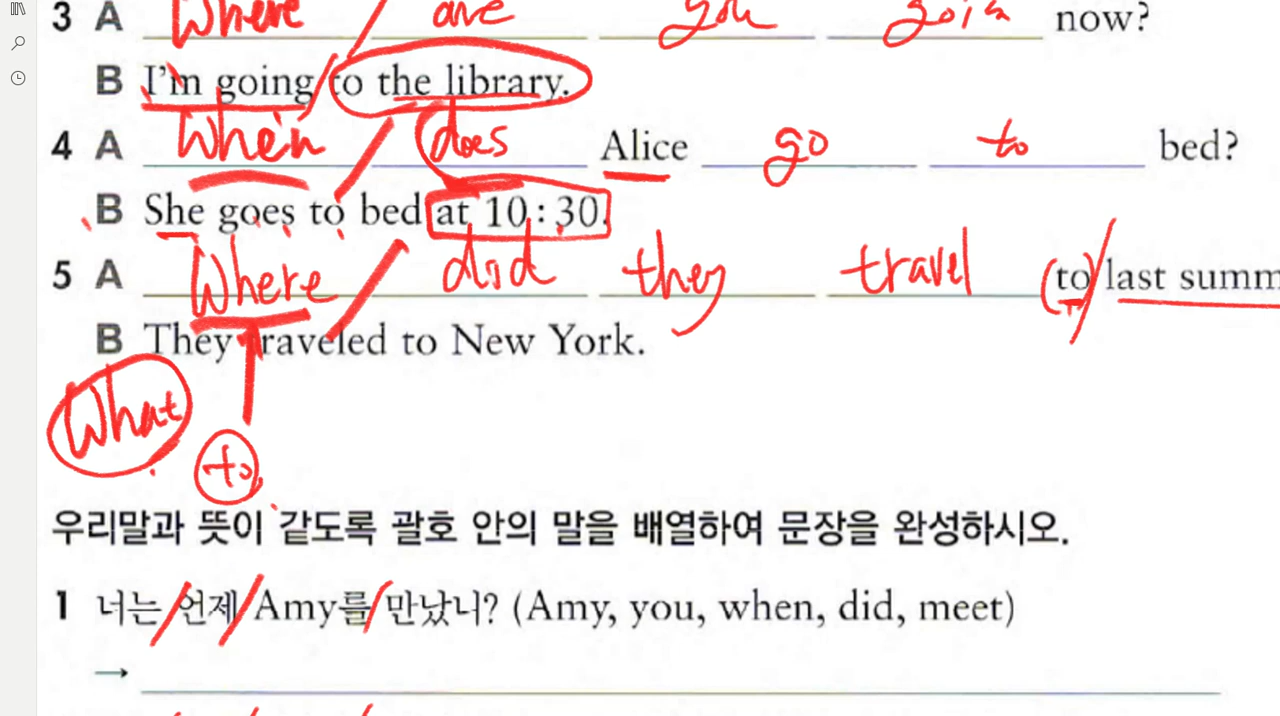 3 A Where are you goin now?
B I'm going to the library.
4 A When does Alice go to bed?
B She goes to bed at 10:30.
5 A Where did they travel (to) last summ
B They traveled to New York.
What
to
우리말과 뜻이 같도록 괄호 안의 말을 배열하여 문장을 완성하시오.
1 너는 / 언제 / Amy를 / 만났니? (Amy, you, when, did, meet)
→